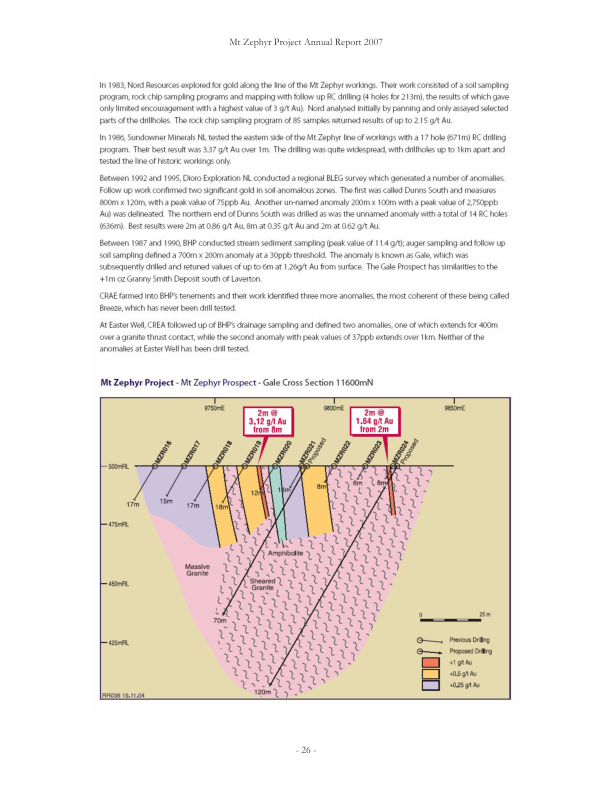 Mt Zephyr Project Annual Report 2007
In 1983, Nord Resources explored for gold along the line of the Mt Zephyr workings. Their work consisted of a soil sampling
program, rock chip sampling programs and mapping with follow up RC drilling (4 holes for 213m), the results of which gave
only limited encouragement with a highest value of 3 g/t Au). Nord analysed initially by panning and only assayed selected
parts of the drillholes. The rock chip sampling program of 85 samples returned results of up to 2.15 g/t Au.
In 1986, Sundowner Minerals NL tested the eastern side of the Mt Zephyr line of workings with a 17 hole (671m) RC drilling
program. Their best result was 3.37 g/t Au over 1m. The drilling was quite widespread, with drillholes up to 1km apart and
tested the line of historic workings only.
Between 1992 and 1995, Dioro Exploration NL conducted a regional BLEG survey which generated a number of anomalies.
Follow up work confirmed two significant gold in soil anomalous zones. The first was called Dunns South and measures
800m x 120m, with a peak value of 75ppb Au. Another un-named anomaly 200m x 100m with a peak value of 2,750ppb
Au) was delineated. The northern end of Dunns South was drilled as was the unnamed anomaly with a total of 14 RC holes
(636m). Best results were 2m at 0.86 g/t Au, 8m at 0.35 g/t Au and 2m at 0.62 g/t Au.
Between 1987 and 1990, BHP conducted stream sediment sampling (peak value of 11.4 g/t); auger sampling and follow up
soil sampling defined a 700m x 200m anomaly at a 30ppb threshold. The anomaly is known as Gale, which was
subsequently drilled and retuned values of up to 6m at 1.26g/t Au from surface. The Gale Prospect has similarities to the
+1m oz Granny Smith Deposit south of Laverton.
CRAE farmed into BHP's tenements and their work identified three more anomalies, the most coherent of these being called
Breeze, which has never been drill tested.
At Easter Well, CREA followed up of BHP's drainage sampling and defined two anomalies, one of which extends for 400m
over a granite thrust contact, while the second anomaly with peak values of 37ppb extends over 1km. Neither of the
anomalies at Easter Well has been drill tested.
Mt Zephyr Project - Mt Zephyr Prospect - Gale Cross Section 11600mN
9750mE
9800mE
9850mE
2m @
3.12 g/t Au
from 8m
2m @
1.64 g/t Au
from 2m
MZR016
MZR017
MZR018
MZR019
MZR020
MZR021
Proposed
MZR022
MZR023
MZR024
Proposed
500mRL
17m
15m
17m
18m
12m
14m
8m
6m
8m
475mRL
Amphibolite
Massive
Granite
Sheared
Granite
450mRL
70m
0
25 m
425mRL
Previous Drilling
Proposed Drilling
+1 g/t Au
+0.5 g/t Au
+0.25 g/t Au
120m
RR036 15.11.04
- 26 -